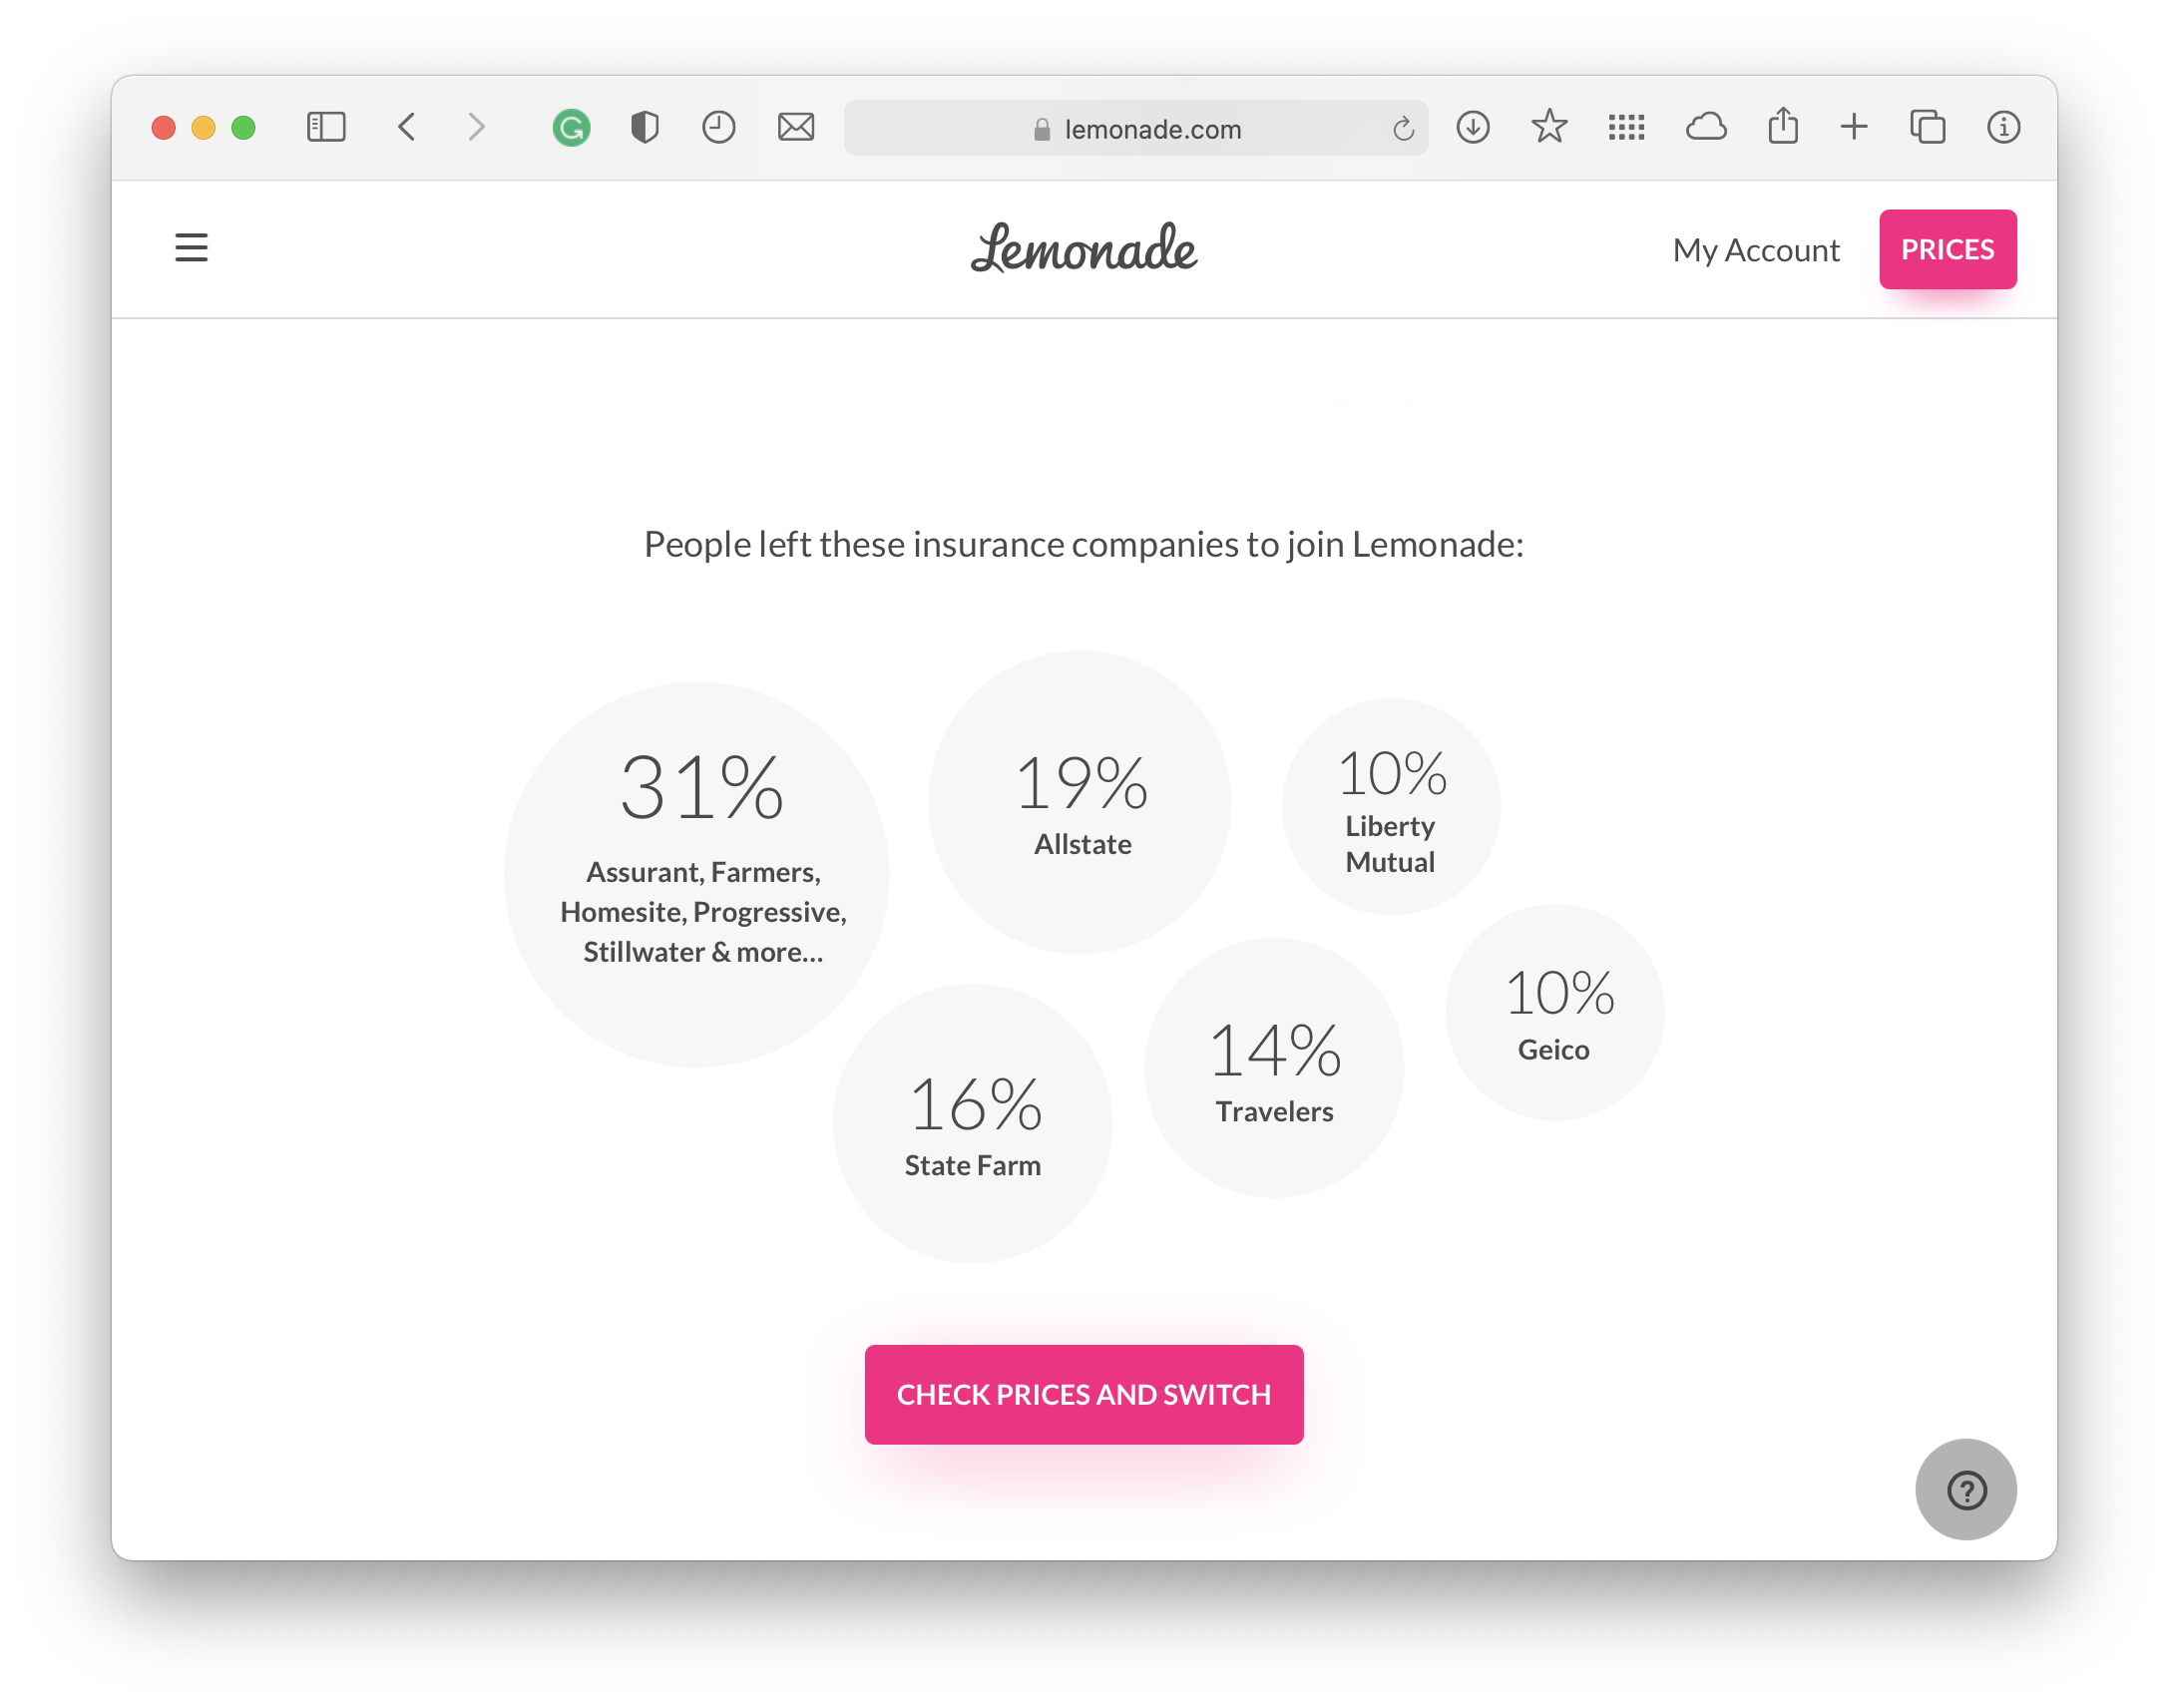 lemonade.com
Lemonade
My Account
PRICES
People left these insurance companies to join Lemonade:
31%
Assurant, Farmers,
Homesite, Progressive,
Stillwater & more...
19%
Allstate
10%
Liberty
Mutual
16%
State Farm
14%
Travelers
10%
Geico
CHECK PRICES AND SWITCH
?